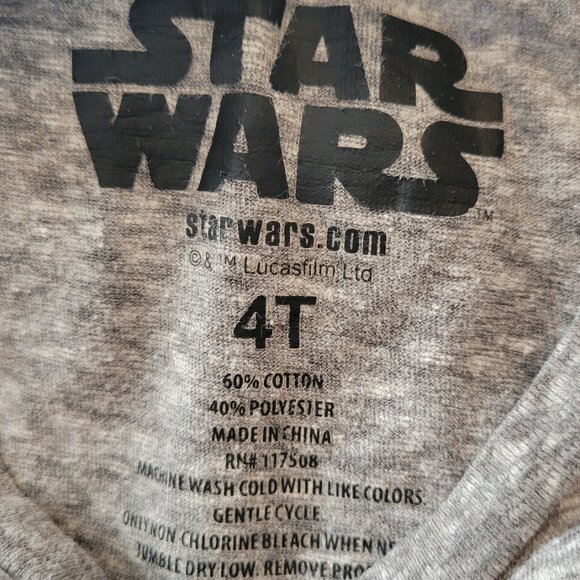 STAR
WARS
™
starwars.com
© & ™ Lucasfilm Ltd
4T
60% COTTON
40% POLYESTER
MADE IN CHINA
RN# 117508
MACHINE WASH COLD WITH LIKE COLORS
GENTLE CYCLE
ONLY NON-CHLORINE BLEACH WHEN
TUMBLE DRY LOW. REMOVE